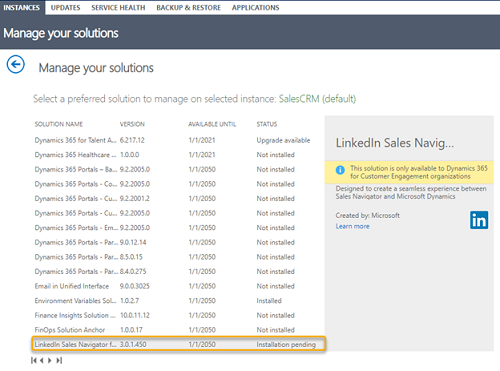 INSTANCES UPDATES SERVICE HEALTH BACKUP & RESTORE APPLICATIONS
Manage your solutions
Manage your solutions
Select a preferred solution to manage on selected instance: SalesCRM (default)
SOLUTION NAME VERSION AVAILABLE UNTIL STATUS
Dynamics 365 for Talent A... 6.217.12 1/1/2021 Upgrade available
Dynamics 365 Healthcare ... 1.0.0.0 1/1/2021 Not installed
Dynamics 365 Portals – Ba... 9.2.2005.0 1/1/2050 Not installed
Dynamics 365 Portals - Co... 9.2.2005.0 1/1/2050 Not installed
Dynamics 365 Portals - Cu... 9.2.2001.2 1/1/2050 Not installed
Dynamics 365 Portals - Cu... 9.2.2005.0 1/1/2050 Not installed
Dynamics 365 Portals - Em... 9.2.2005.0 1/1/2050 Not installed
Dynamics 365 Portals - Par... 9.0.12.14 1/1/2050 Not installed
Dynamics 365 Portals - Par... 8.5.0.15 1/1/2050 Not installed
Dynamics 365 Portals - Par... 8.4.0.275 1/1/2050 Not installed
Email in Unified Interface 9.0.0.3025 1/1/2050 Not installed
Environment Variables Sol... 1.0.2.7 1/1/2050 Installed
Finance Insights Solution ... 10.0.11.12 1/1/2050 Not installed
FinOps Solution Anchor 1.0.0.17 1/1/2050 Not installed
LinkedIn Sales Navigator f... 3.0.1.450 1/1/2050 Installation pending
LinkedIn Sales Navig...
This solution is only available to Dynamics 365
for Customer Engagement organizations
Designed to create a seamless experience between
Sales Navigator and Microsoft Dynamics
Created by: Microsoft
Learn more
in